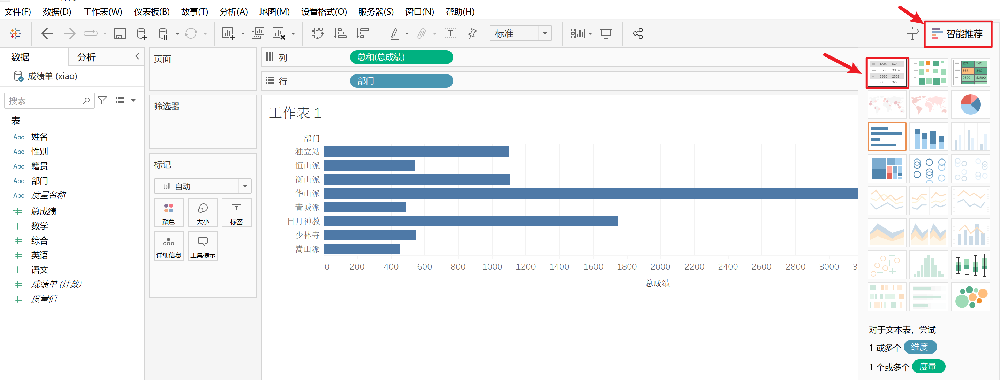 文件(F) 数据(D) 工作表(W) 仪表板(B) 故事(T) 分析(A) 地图(M) 设置格式(O) 服务器(S) 窗口(N) 帮助(H)
标准
智能推荐
数据 分析
成绩单 (xiao)
搜索
表
Abc 姓名
Abc 性别
Abc 籍贯
Abc 部门
Abc 度量名称
总成绩
数学
综合
英语
语文
成绩单 (计数)
度量值
页面
筛选器
标记
自动
颜色 大小 标签
详细信息 工具提示
列 总和(总成绩)
行 部门
工作表 1
部门
独立站
恒山派
衡山派
华山派
青城派
日月神教
少林寺
嵩山派
0 200 400 600 800 1000 1200 1400 1600 1800 2000 2200 2400 2600 2800 3000 3
总成绩
1234 678
368 3034
2620 2559
971 322
1234 546
368 340
2620 53890
对于文本表，尝试
1 或多个 维度
1 个或多个 度量